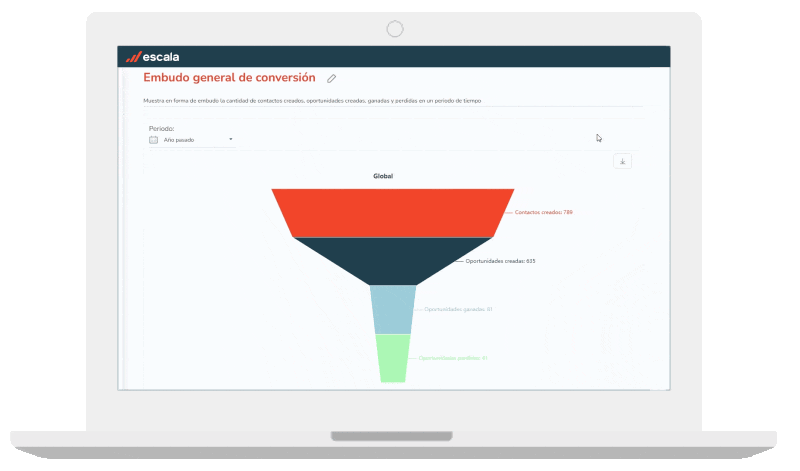 escala
Embudo general de conversión
Muestra en forma de embudo la cantidad de contactos creados, oportunidades creadas, ganadas y perdidas en un periodo de tiempo
Periodo:
Año pasado
Global
Contactos creados: 789
Oportunidades creadas: 635
Oportunidades ganadas:
Oportunidades perdidas: